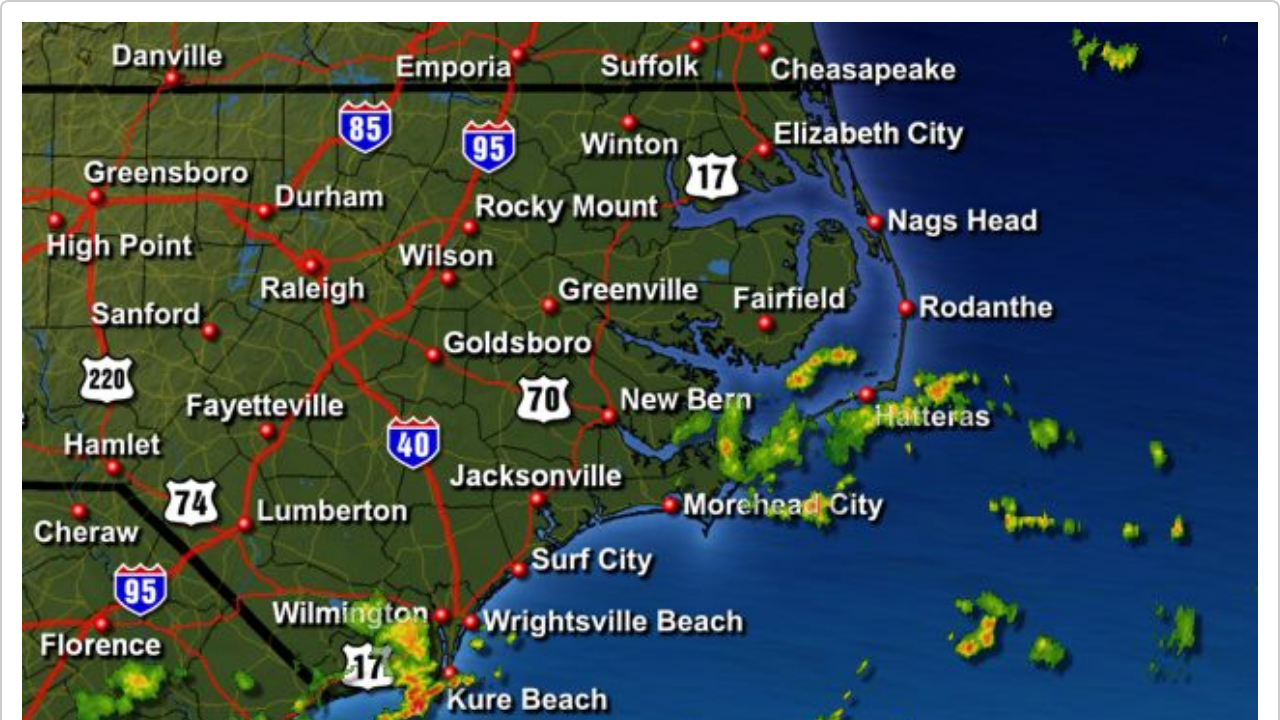 Danville
Emporia
Suffolk
Cheasapeake
85
95
Winton
Elizabeth City
17
Greensboro
Durham
Rocky Mount
Nags Head
High Point
Wilson
Raleigh
Greenville
Fairfield
Rodanthe
Sanford
Goldsboro
220
70
New Bern
Fayetteville
Hatteras
Hamlet
40
Jacksonville
74
Morehead City
Lumberton
Cheraw
Surf City
95
Wilmington
Wrightsville Beach
Florence
17
Kure Beach